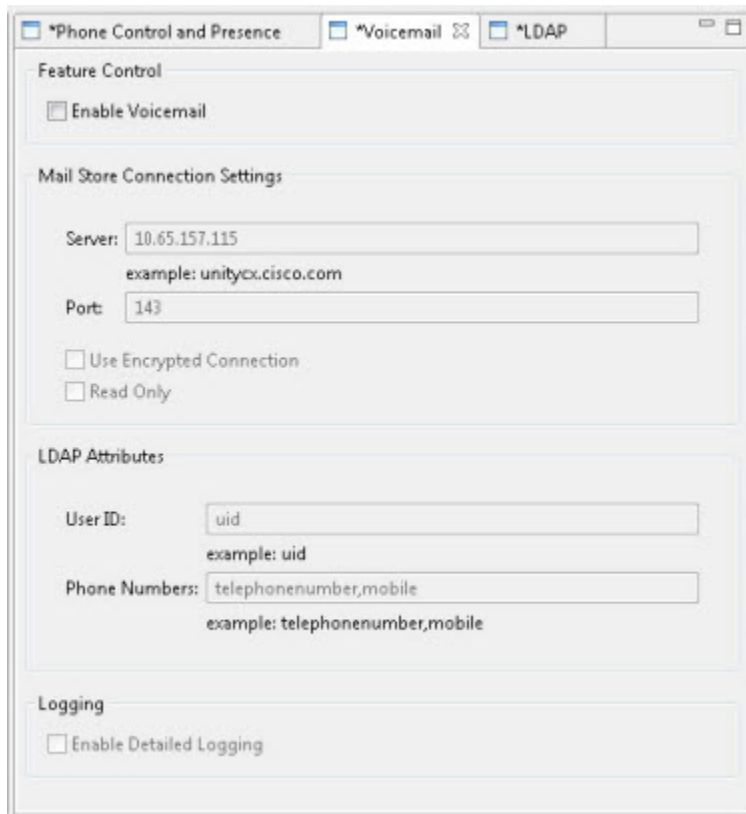 *Phone Control and Presence
*Voicemail
*LDAP
Feature Control
Enable Voicemail
Mail Store Connection Settings
Server: 10.65.157.115
example: unitycx.cisco.com
Port: 143
Use Encrypted Connection
Read Only
LDAP Attributes
User ID: uid
example: uid
Phone Numbers: telephonenumber,mobile
example: telephonenumber,mobile
Logging
Enable Detailed Logging